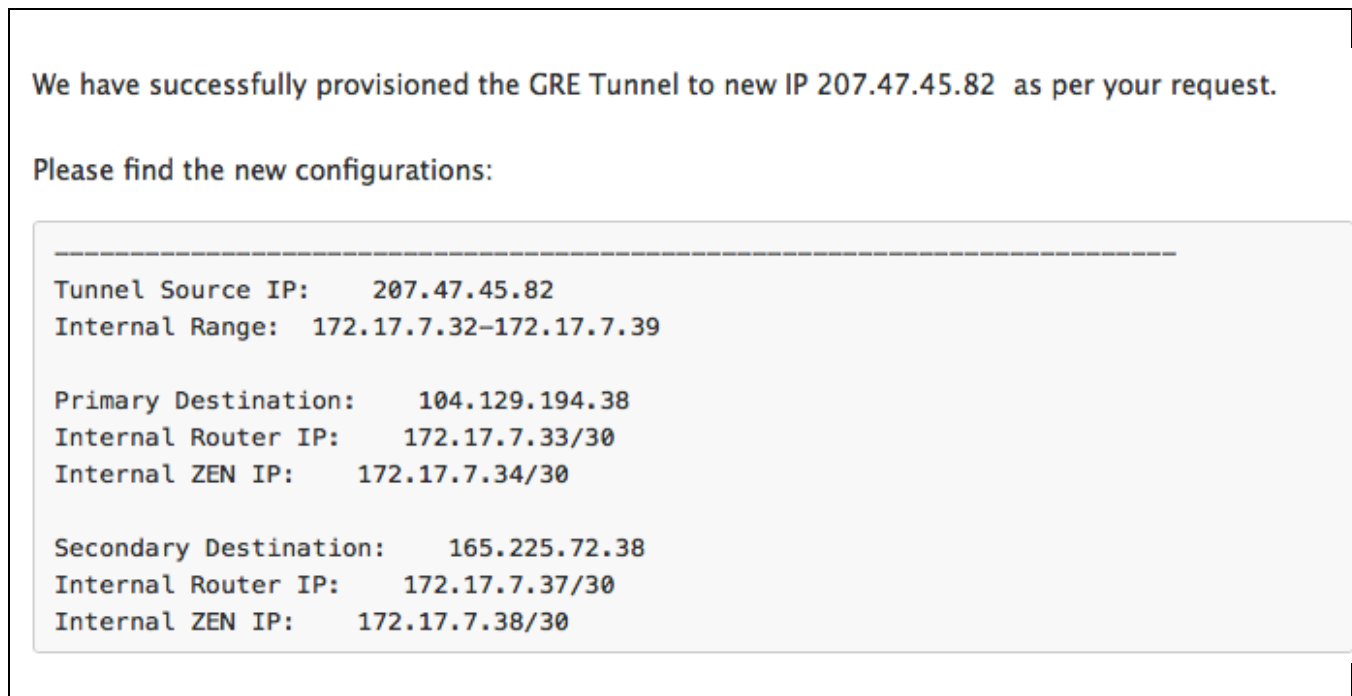 We have successfully provisioned the GRE Tunnel to new IP 207.47.45.82  as per your request.
Please find the new configurations:
---------------------------------------------------------------------------
Tunnel Source IP:    207.47.45.82
Internal Range:  172.17.7.32–172.17.7.39
Primary Destination:    104.129.194.38
Internal Router IP:    172.17.7.33/30
Internal ZEN IP:    172.17.7.34/30
Secondary Destination:    165.225.72.38
Internal Router IP:    172.17.7.37/30
Internal ZEN IP:    172.17.7.38/30